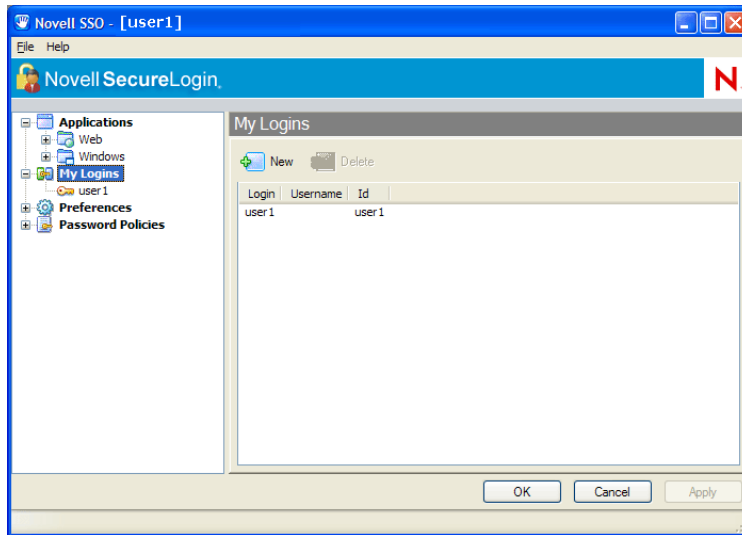 Novell SSO - [user1]
File Help
Novell SecureLogin.
N
Applications
Web
Windows
My Logins
user1
Preferences
Password Policies
My Logins
New Delete
Login Username Id
user1 user1
OK Cancel Apply